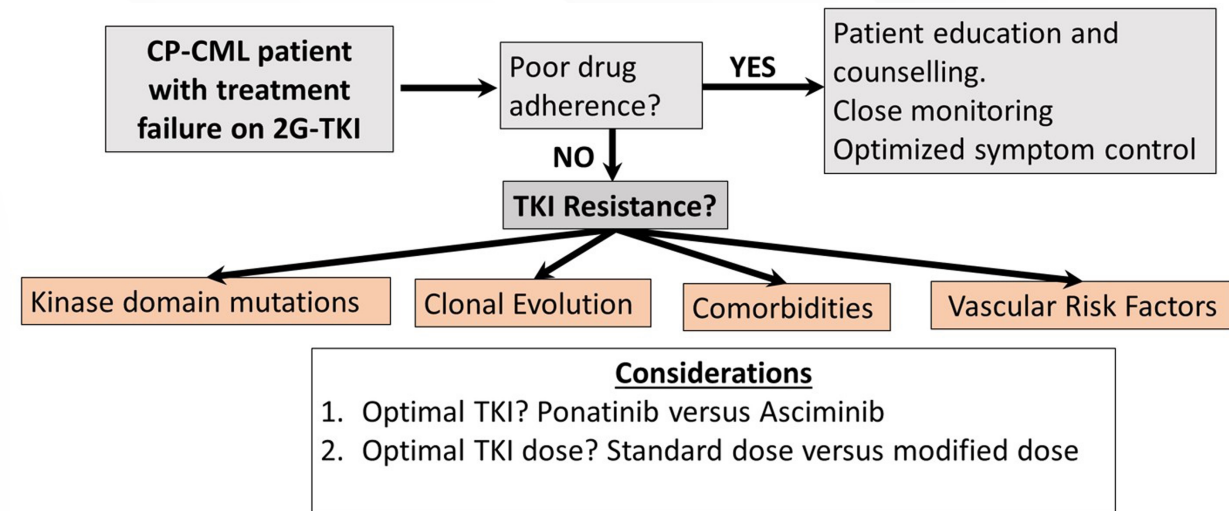 CP-CML patient
with treatment
failure on 2G-TKI
Poor drug
adherence?
YES
Patient education and
counselling.
Close monitoring
Optimized symptom control
NO
TKI Resistance?
Kinase domain mutations
Clonal Evolution
Comorbidities
Vascular Risk Factors
Considerations
1. Optimal TKI? Ponatinib versus Asciminib
2. Optimal TKI dose? Standard dose versus modified dose